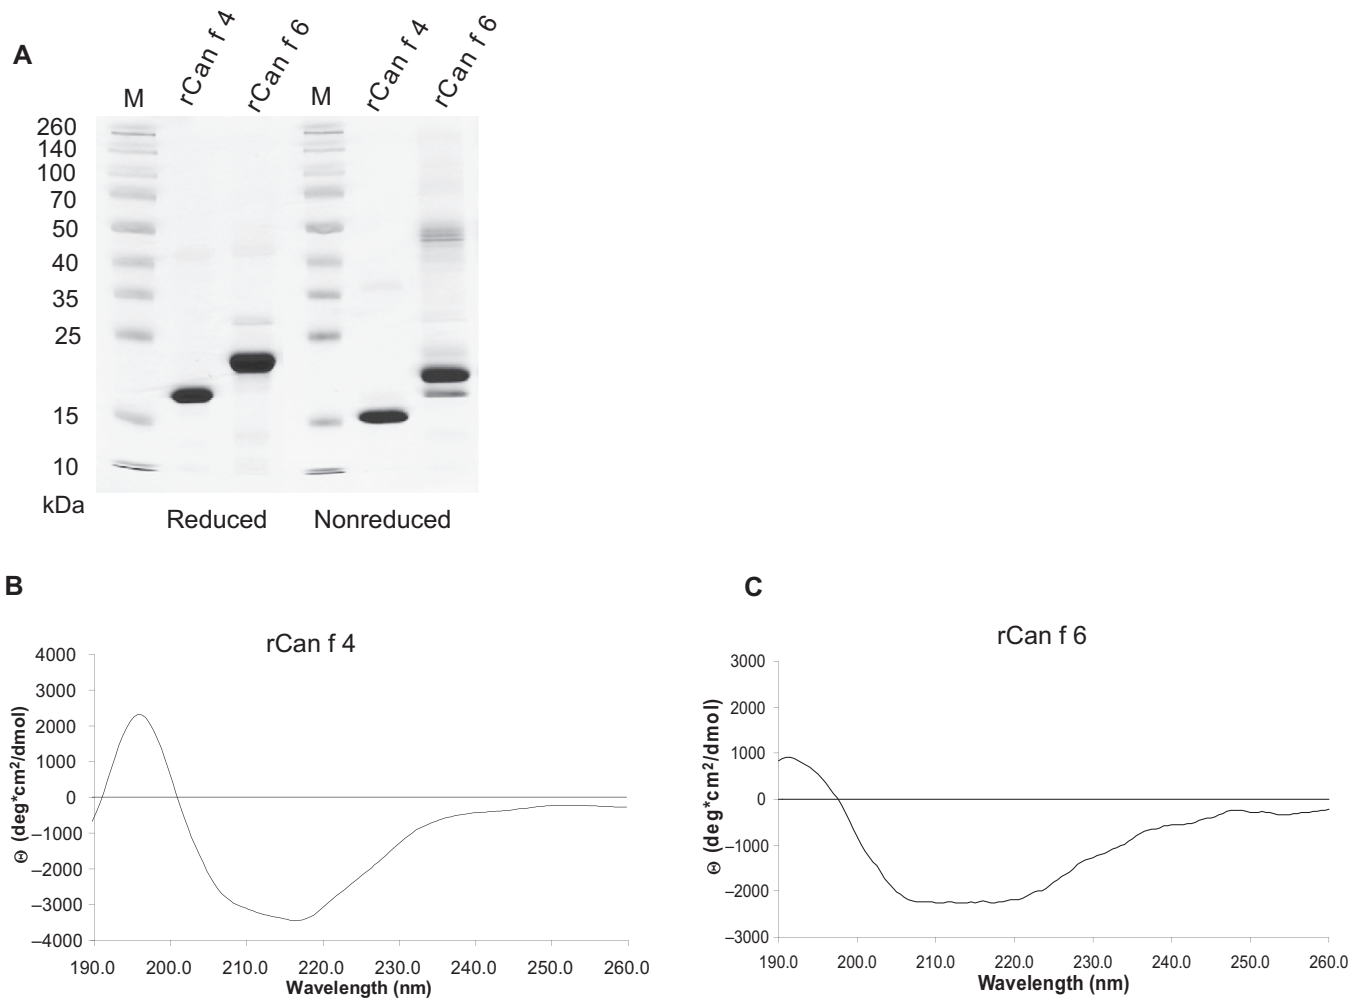 A
M rCan f 4 rCan f 6 M rCan f 4 rCan f 6
260
140
100
70
50
40
35
25
15
10
kDa
Reduced Nonreduced
B
rCan f 4
4000
3000
2000
1000
0
–1000
–2000
–3000
–4000
Θ (deg*cm²/dmol)
190.0 200.0 210.0 220.0 230.0 240.0 250.0 260.0
Wavelength (nm)
C
rCan f 6
3000
2000
1000
0
–1000
–2000
–3000
Θ (deg*cm²/dmol)
190.0 200.0 210.0 220.0 230.0 240.0 250.0 260.0
Wavelength (nm)